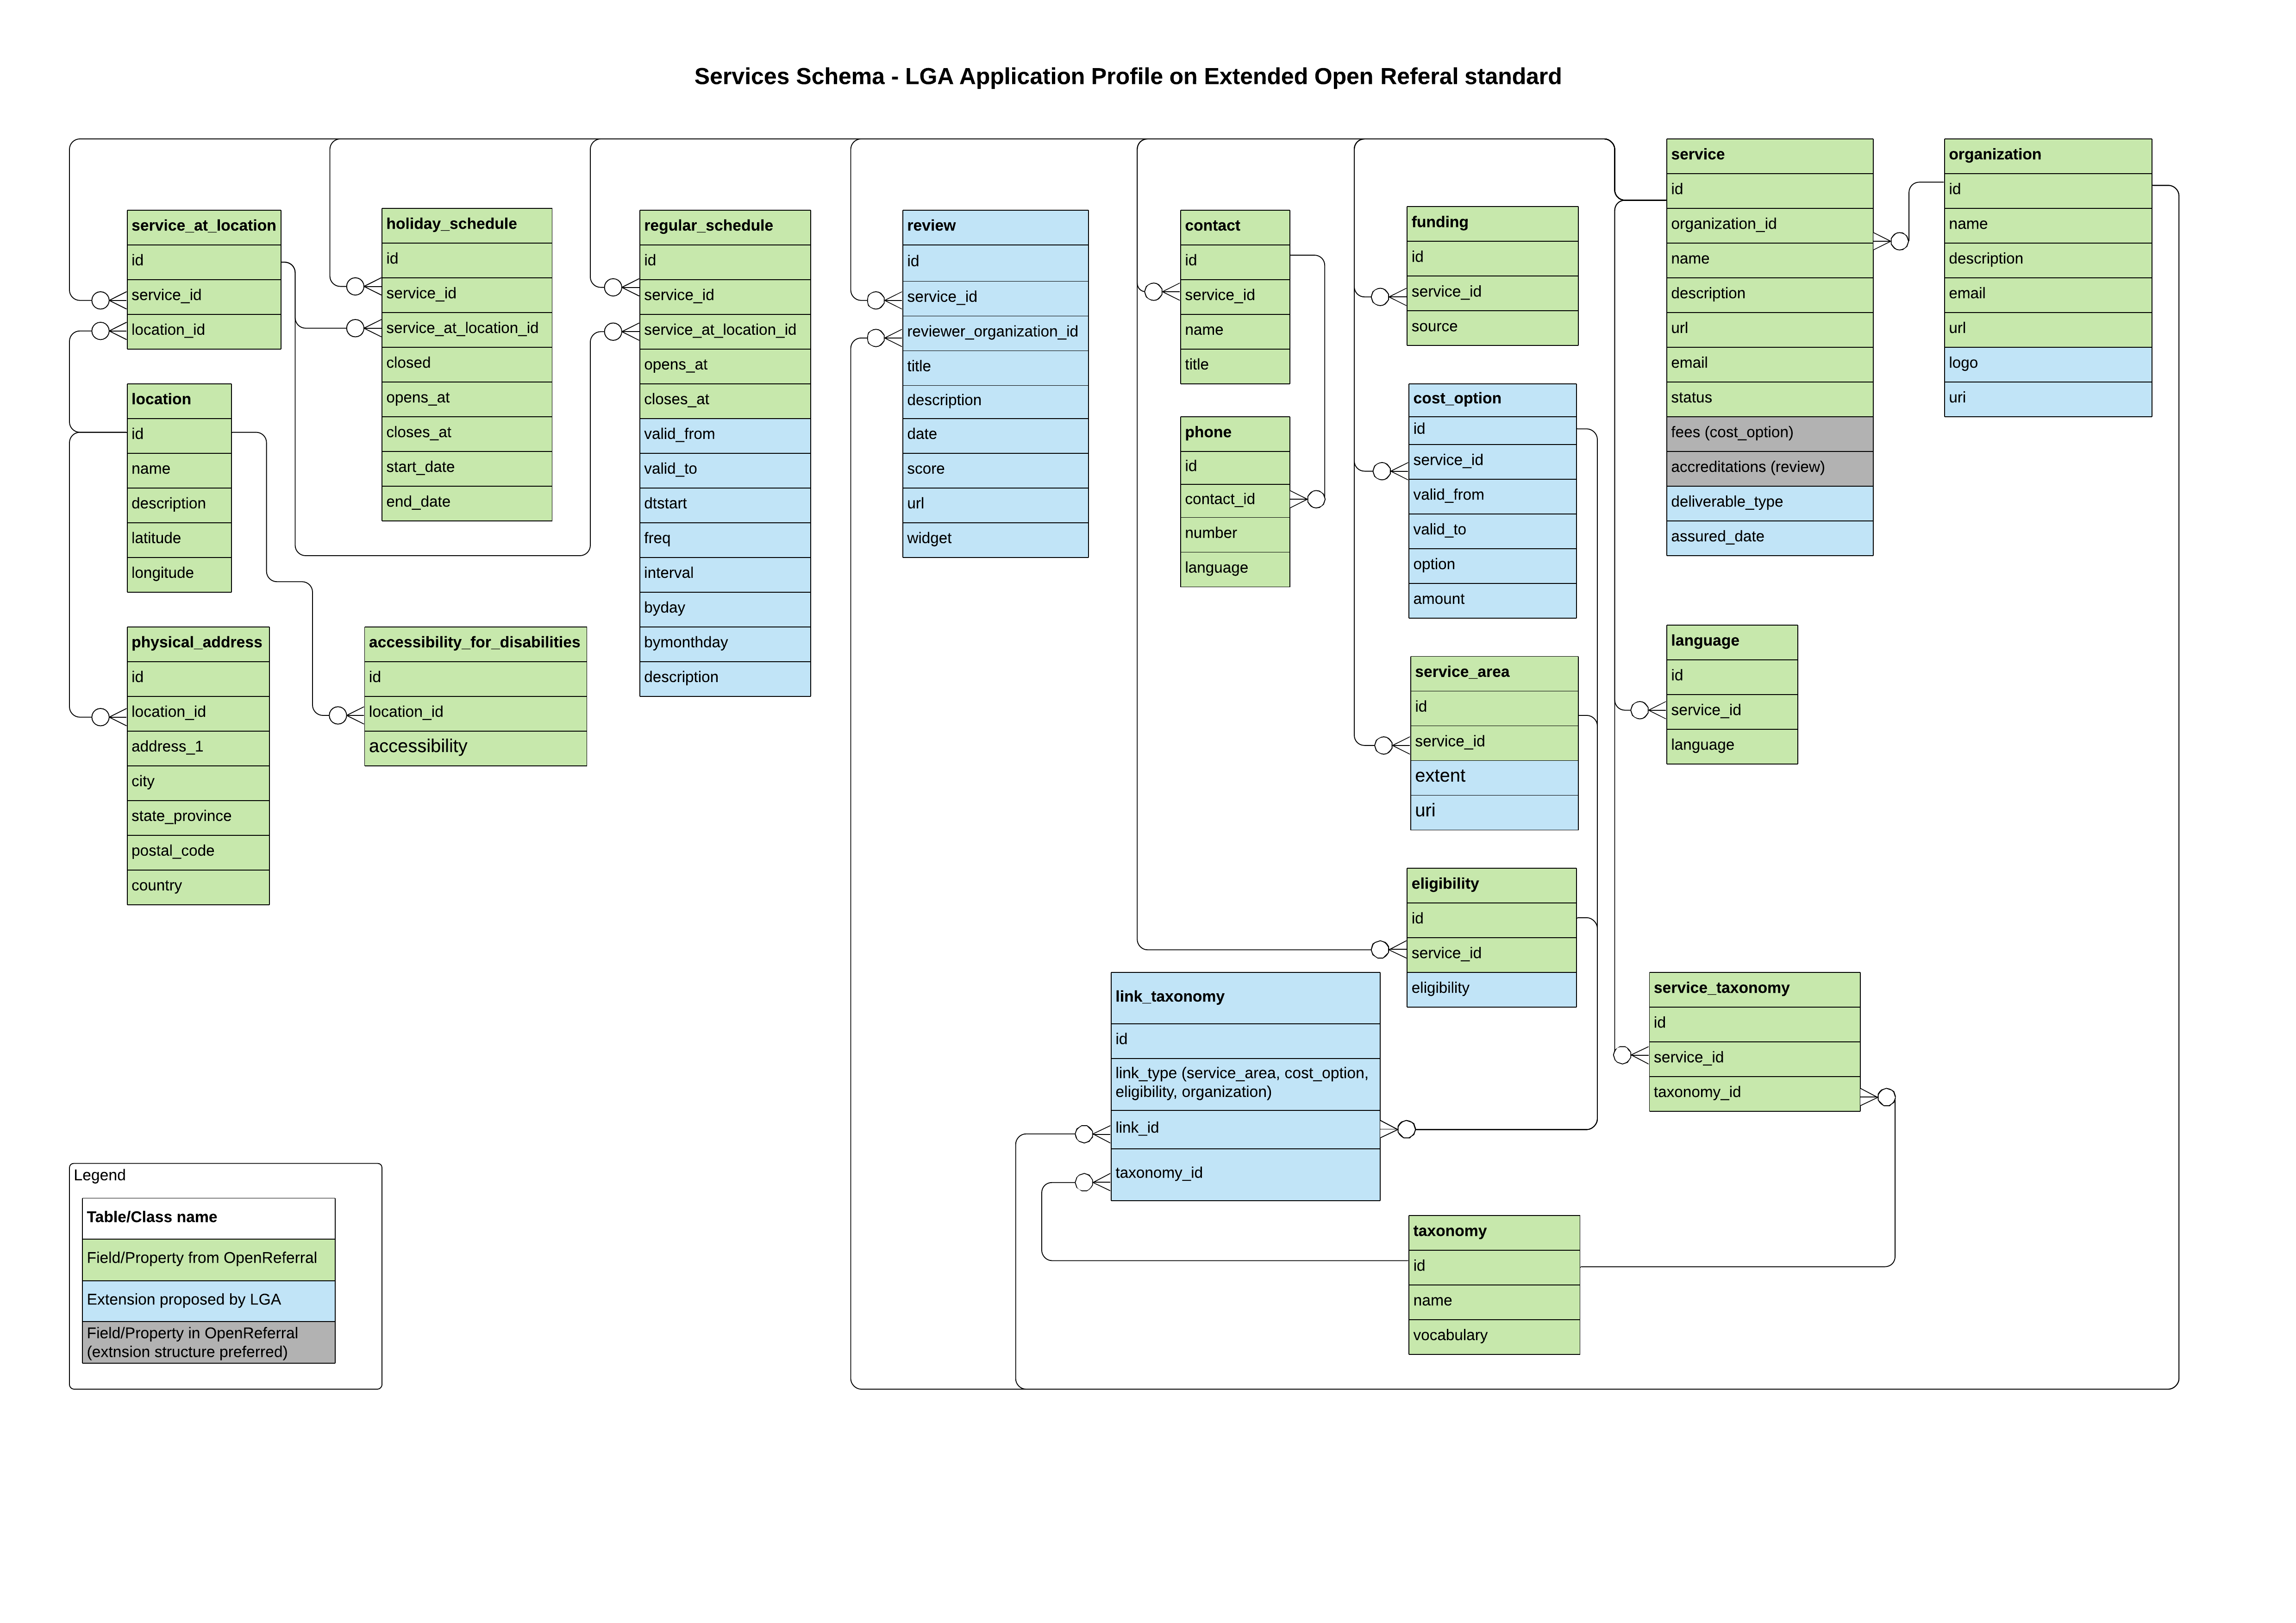 Services Schema - LGA Application Profile on Extended Open Referal standard
service_at_location
id
service_id
location_id
location
id
name
description
latitude
longitude
physical_address
id
location_id
address_1
city
state_province
postal_code
country
holiday_schedule
id
service_id
service_at_location_id
closed
opens_at
closes_at
start_date
end_date
accessibility_for_disabilities
id
location_id
accessibility
regular_schedule
id
service_id
service_at_location_id
opens_at
closes_at
valid_from
valid_to
dtstart
freq
interval
byday
bymonthday
description
review
id
service_id
reviewer_organization_id
title
description
date
score
url
widget
contact
id
service_id
name
title
phone
id
contact_id
number
language
funding
id
service_id
source
cost_option
id
service_id
valid_from
valid_to
option
amount
service_area
id
service_id
extent
uri
eligibility
id
service_id
eligibility
link_taxonomy
id
link_type (service_area, cost_option,
eligibility, organization)
link_id
taxonomy_id
taxonomy
id
name
vocabulary
service
id
organization_id
name
description
url
email
status
fees (cost_option)
accreditations (review)
deliverable_type
assured_date
language
id
service_id
language
service_taxonomy
id
service_id
taxonomy_id
organization
id
name
description
email
url
logo
uri
Legend
Table/Class name
Field/Property from OpenReferral
Extension proposed by LGA
Field/Property in OpenReferral
(extnsion structure preferred)